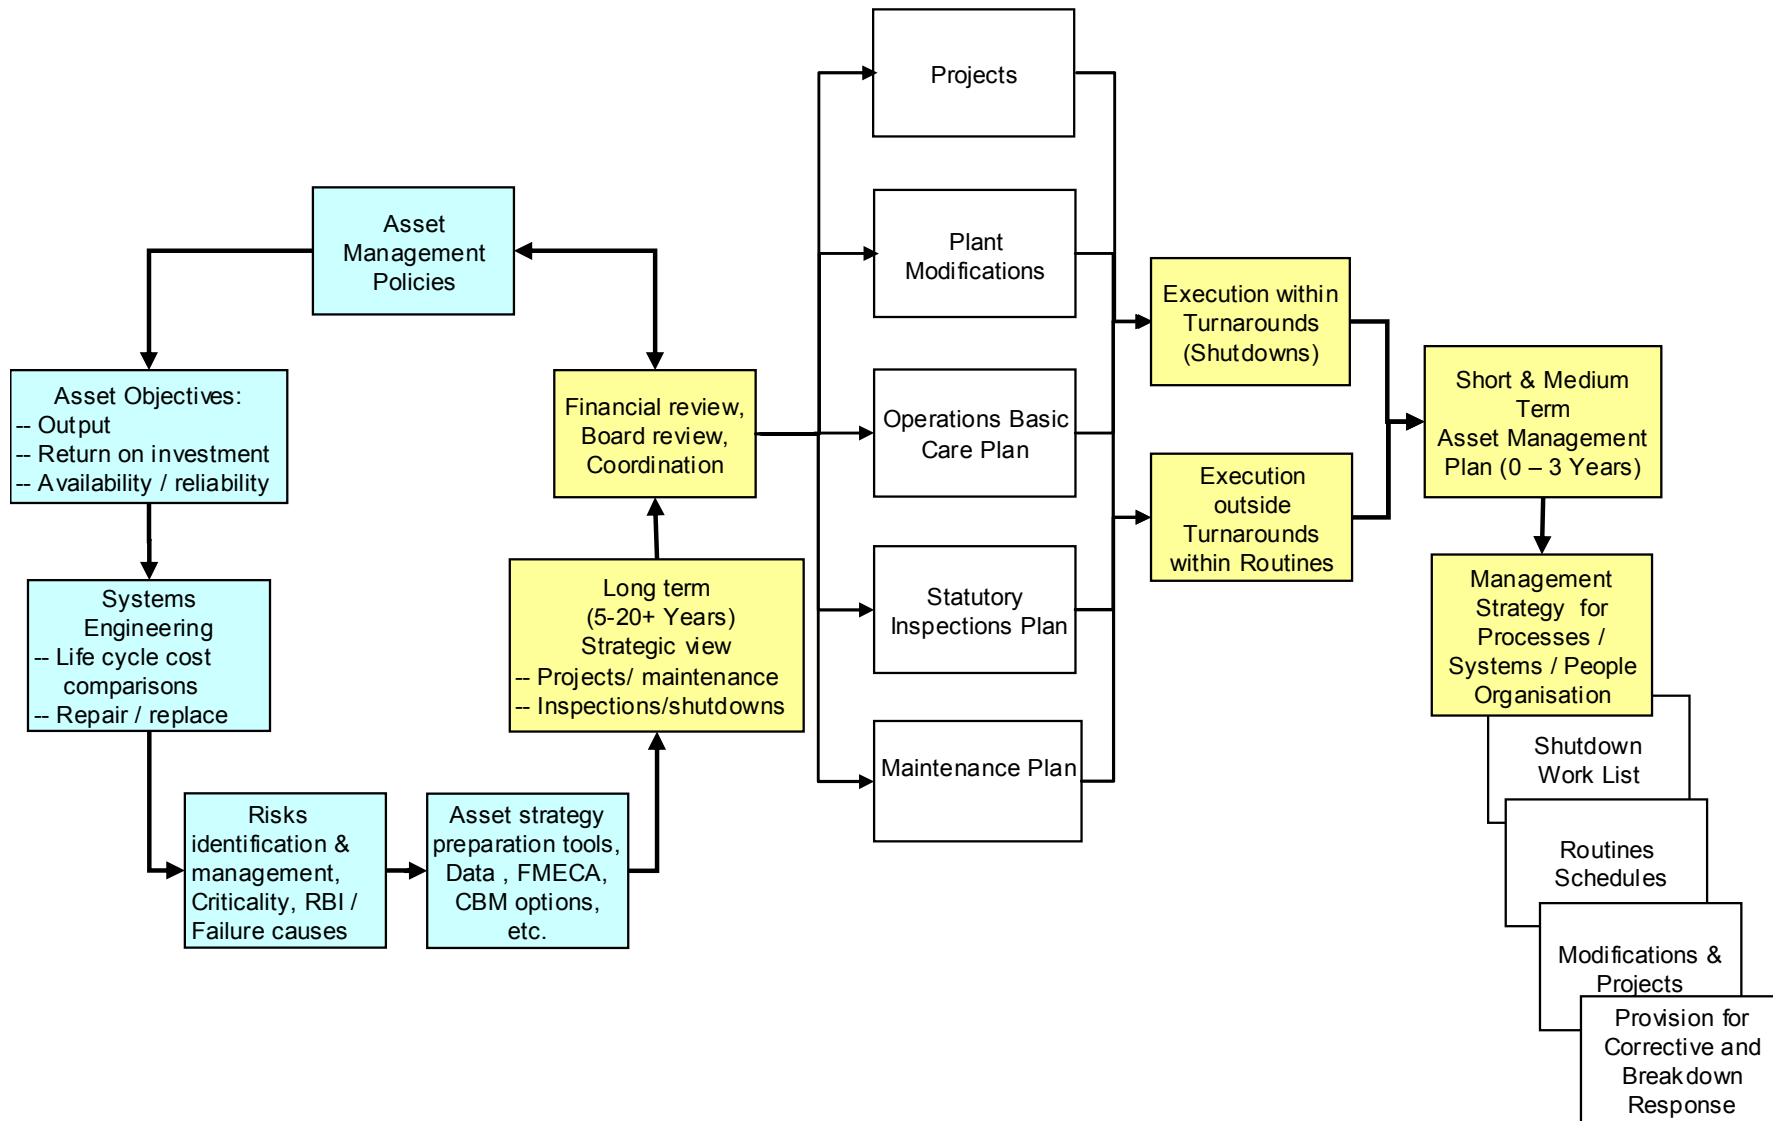 Projects
Asset
Management
Policies
Plant
Modifications
Execution within
Turnarounds
(Shutdowns)
Asset Objectives:
-- Output
-- Return on investment
-- Availability / reliability
Financial review,
Board review,
Coordination
Operations Basic
Care Plan
Short & Medium
Term
Asset Management
Plan (0 – 3 Years)
Execution
outside
Turnarounds
within Routines
Systems
Engineering
-- Life cycle cost
comparisons
-- Repair / replace
Long term
(5-20+ Years)
Strategic view
-- Projects/ maintenance
-- Inspections/shutdowns
Statutory
Inspections Plan
Management
Strategy for
Processes /
Systems / People
Organisation
Maintenance Plan
Shutdown
Work List
Risks
identification &
management,
Criticality, RBI /
Failure causes
Asset strategy
preparation tools,
Data , FMECA,
CBM options,
etc.
Routines
Schedules
Modifications &
Projects
Provision for
Corrective and
Breakdown
Response